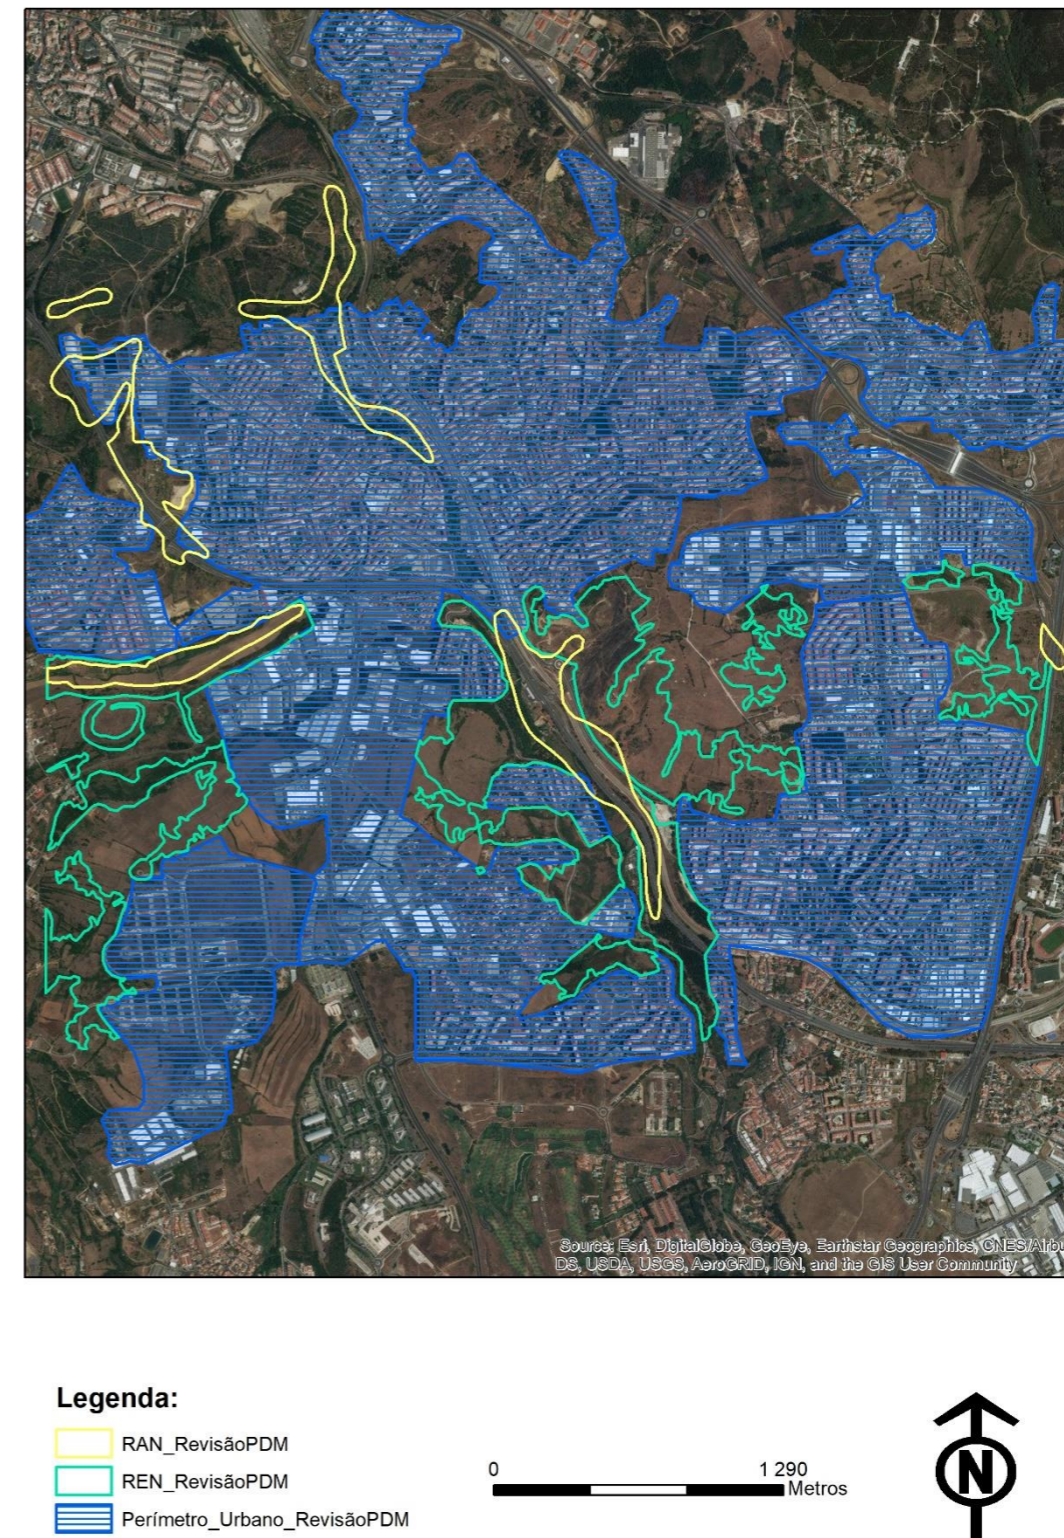 Source: Esri, DigitalGlobe, GeoEye, Earthstar Geographics, CNES/Airbu
DS, USDA, USGS, AeroGRID, IGN, and the GIS User Community
Legenda:
RAN_RevisãoPDM
REN_RevisãoPDM
Perímetro_Urbano_RevisãoPDM
0 1 290
Metros
N